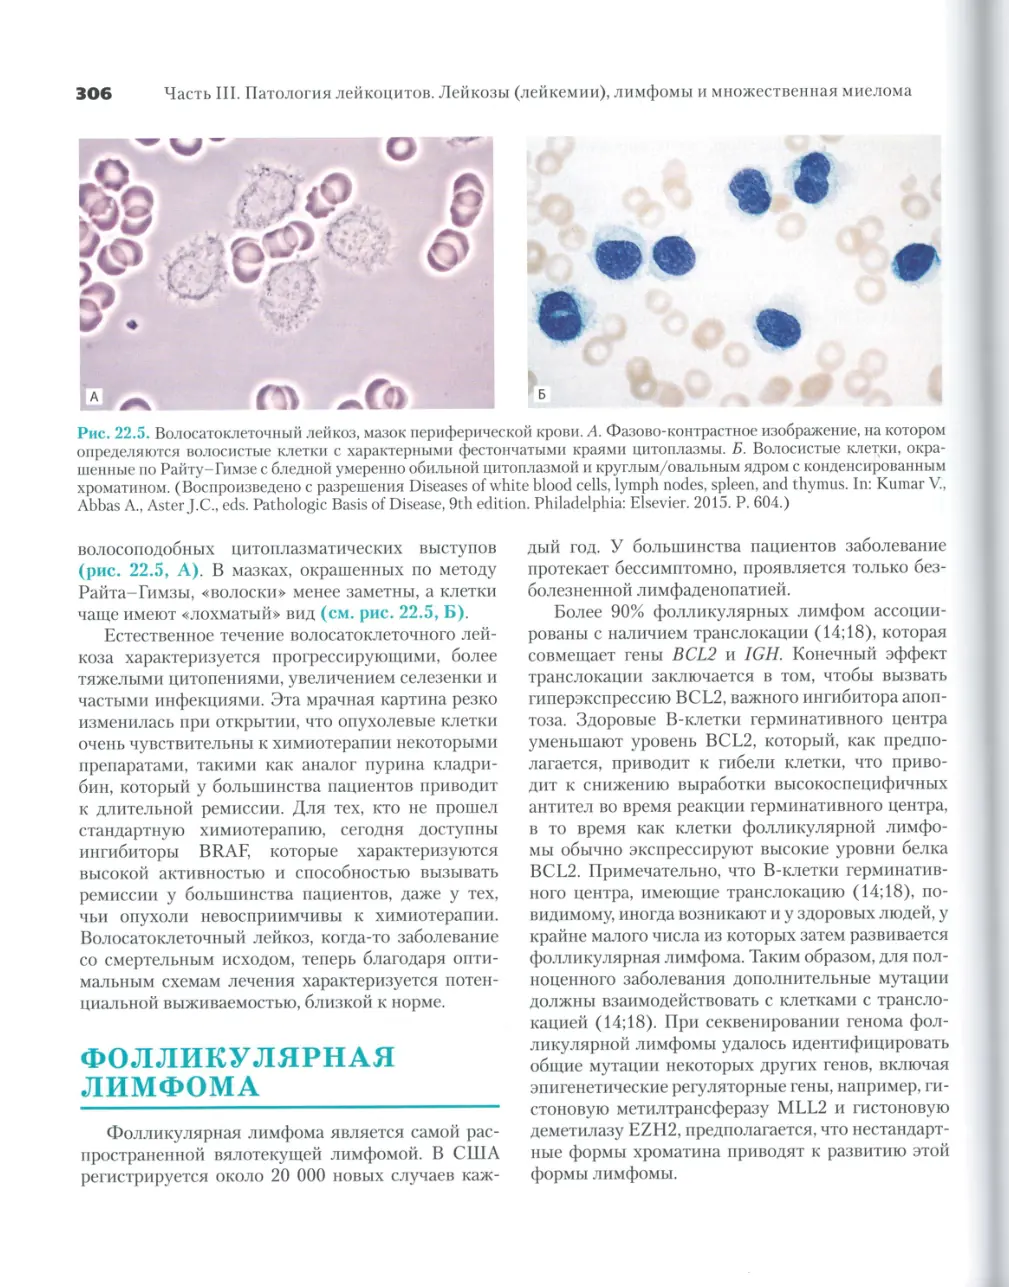 306 Часть III. Патология лейкоцитов. Лейкозы (лейкемии), лимфомы и множественная миелома
А
Б
Рис. 22.5. Волосатоклеточный лейкоз, мазок периферической крови. А. Фазово-контрастное изображение, на котором
определяются волосистые клетки с характерными фестончатыми краями цитоплазмы. Б. Волосистые клетки, окра-
шенные по Райту–Гимзе с бледной умеренно обильной цитоплазмой и круглым/овальным ядром с конденсированным
хроматином. (Воспроизведено с разрешения Diseases of white blood cells, lymph nodes, spleen, and thymus. In: Kumar V.,
Abbas A., Aster J.C., eds. Pathologic Basis of Disease, 9th edition. Philadelphia: Elsevier. 2015. P. 604.)
волосоподобных цитоплазматических выступов
(рис. 22.5, А). В мазках, окрашенных по методу
Райта–Гимзы, «волоски» менее заметны, а клетки
чаще имеют «лохматый» вид (см. рис. 22.5, Б).
Естественное течение волосатоклеточного лей-
коза характеризуется прогрессирующими, более
тяжелыми цитопениями, увеличением селезенки и
частыми инфекциями. Эта мрачная картина резко
изменилась при открытии, что опухолевые клетки
очень чувствительны к химиотерапии некоторыми
препаратами, такими как аналог пурина кладри-
бин, который у большинства пациентов приводит
к длительной ремиссии. Для тех, кто не прошел
стандартную химиотерапию, сегодня доступны
ингибиторы BRAF, которые характеризуются
высокой активностью и способностью вызывать
ремиссии у большинства пациентов, даже у тех,
чьи опухоли невосприимчивы к химиотерапии.
Волосатоклеточный лейкоз, когда-то заболевание
со смертельным исходом, теперь благодаря опти-
мальным схемам лечения характеризуется потен-
циальной выживаемостью, близкой к норме.
ФОЛЛИКУЛЯРНАЯ
ЛИМФОМА
Фолликулярная лимфома является самой рас-
пространенной вялотекущей лимфомой. В США
регистрируется около 20 000 новых случаев каж-
дый год. У большинства пациентов заболевание
протекает бессимптомно, проявляется только без-
болезненной лимфаденопатией.
Более 90% фолликулярных лимфом ассоции-
рованы с наличием транслокации (14;18), которая
совмещает гены BCL2 и IGH. Конечный эффект
транслокации заключается в том, чтобы вызвать
гиперэкспрессию BCL2, важного ингибитора апоп-
тоза. Здоровые В-клетки герминативного центра
уменьшают уровень BCL2, который, как предпо-
лагается, приводит к гибели клетки, что приво-
дит к снижению выработки высокоспецифичных
антител во время реакции герминативного центра,
в то время как клетки фолликулярной лимфо-
мы обычно экспрессируют высокие уровни белка
BCL2. Примечательно, что В-клетки герминатив-
ного центра, имеющие транслокацию (14;18), по-
видимому, иногда возникают и у здоровых людей, у
крайне малого числа из которых затем развивается
фолликулярная лимфома. Таким образом, для пол-
ноценного заболевания дополнительные мутации
должны взаимодействовать с клетками с трансло-
кацией (14;18). При секвенировании генома фол-
ликулярной лимфомы удалось идентифицировать
общие мутации некоторых других генов, включая
эпигенетические регуляторные гены, например, ги-
стоновую метилтрансферазу MLL2 и гистоновую
деметилазу EZH2, предполагается, что нестандарт-
ные формы хроматина приводят к развитию этой
формы лимфомы.